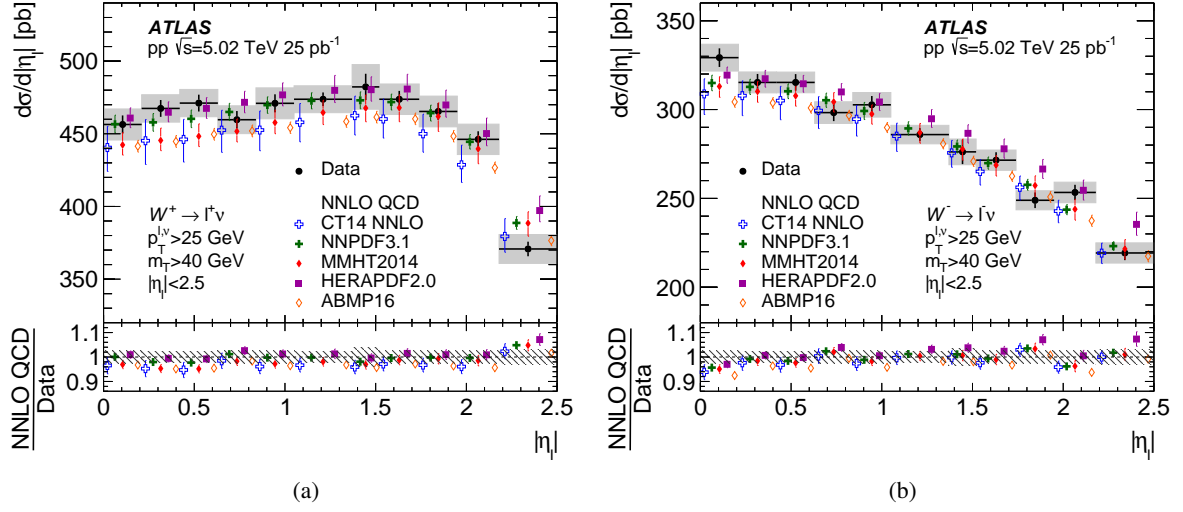 ATLAS
pp √s=5.02 TeV 25 pb⁻¹
dσ/d|η_l| [pb]
500
450
400
350
Data
NNLO QCD
CT14 NNLO
NNPDF3.1
MMHT2014
HERAPDF2.0
ABMP16
W⁺→ l⁺ν
p_T^{l,ν}>25 GeV
m_T>40 GeV
|η_l|<2.5
NNLO QCD
Data
1.1
1
0.9
0 0.5 1 1.5 2 2.5
|η_l|
(a)
ATLAS
pp √s=5.02 TeV 25 pb⁻¹
dσ/d|η_l| [pb]
350
300
250
200
Data
NNLO QCD
CT14 NNLO
NNPDF3.1
MMHT2014
HERAPDF2.0
ABMP16
W⁻→ l⁻ν
p_T^{l,ν}>25 GeV
m_T>40 GeV
|η_l|<2.5
NNLO QCD
Data
1.1
1
0.9
0 0.5 1 1.5 2 2.5
|η_l|
(b)